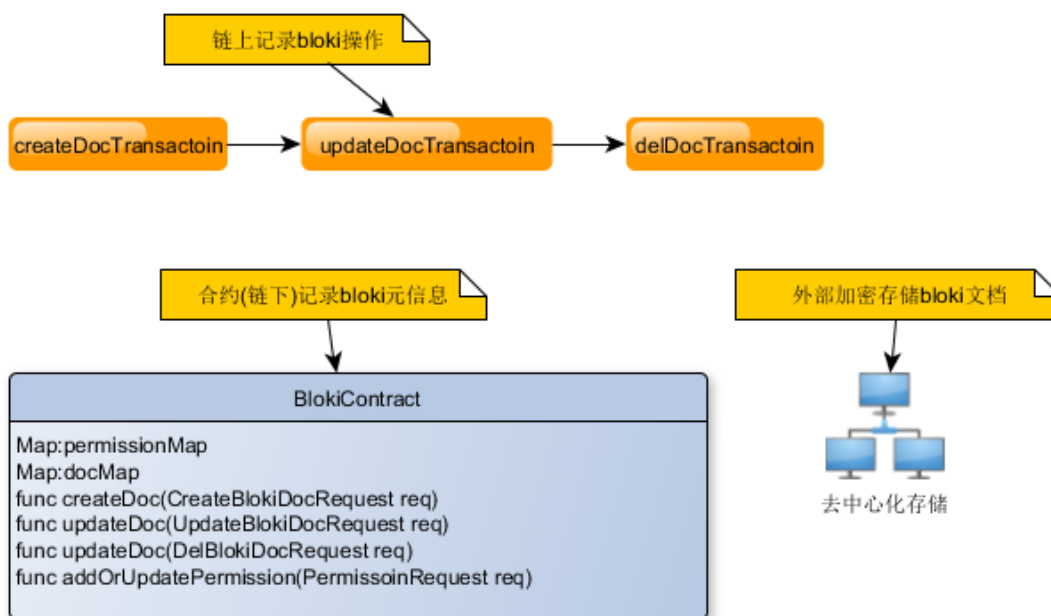 链上记录bloki操作
createDocTransactoin
updateDocTransactoin
delDocTransactoin
合约(链下)记录bloki元信息
外部加密存储bloki文档
BlokiContract
Map:permissionMap
Map:docMap
func createDoc(CreateBlokiDocRequest req)
func updateDoc(UpdateBlokiDocRequest req)
func updateDoc(DelBlokiDocRequest req)
func addOrUpdatePermission(PermissoinRequest req)
去中心化存储